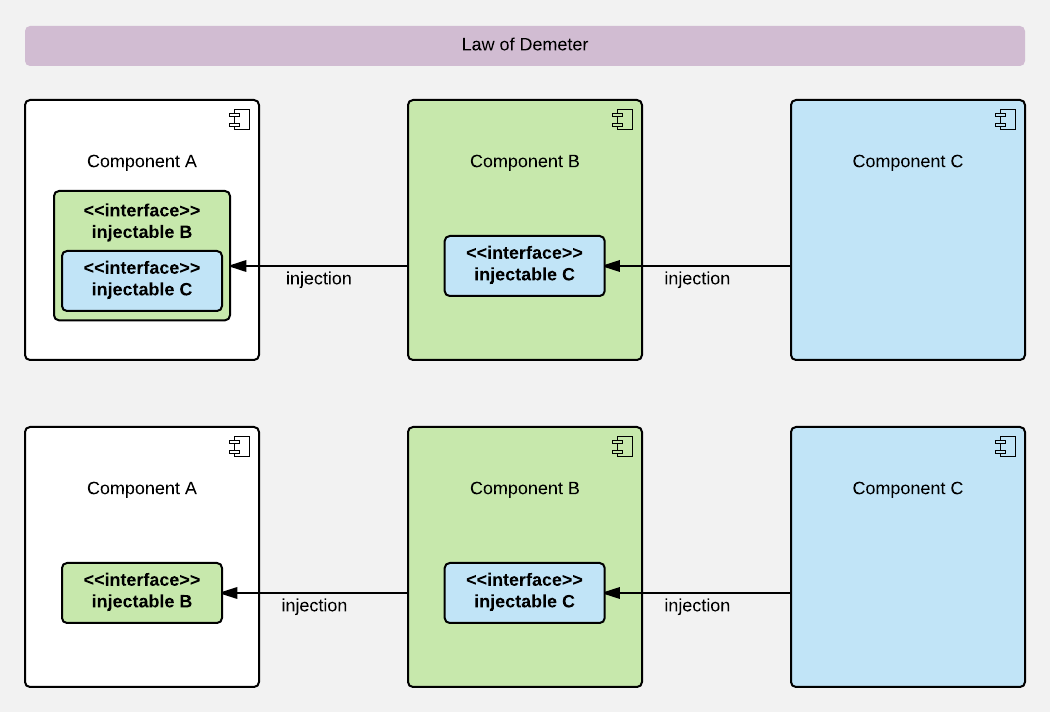 Law of Demeter
Component A
Component B
Component C
<<interface>>
injectable B
<<interface>>
injectable C
injection
<<interface>>
injectable C
injection
Component A
Component B
Component C
<<interface>>
injectable B
injection
<<interface>>
injectable C
injection